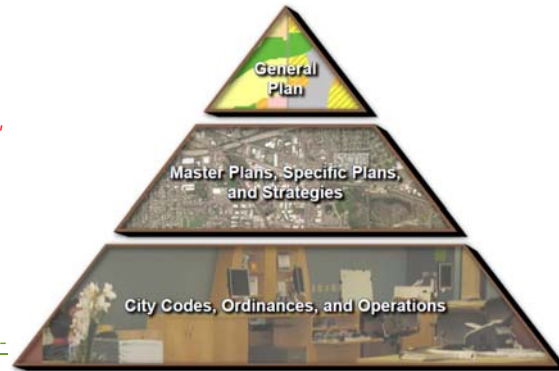 General
Plan
Master Plans, Specific Plans,
and Strategies
City Codes, Ordinances, and Operations